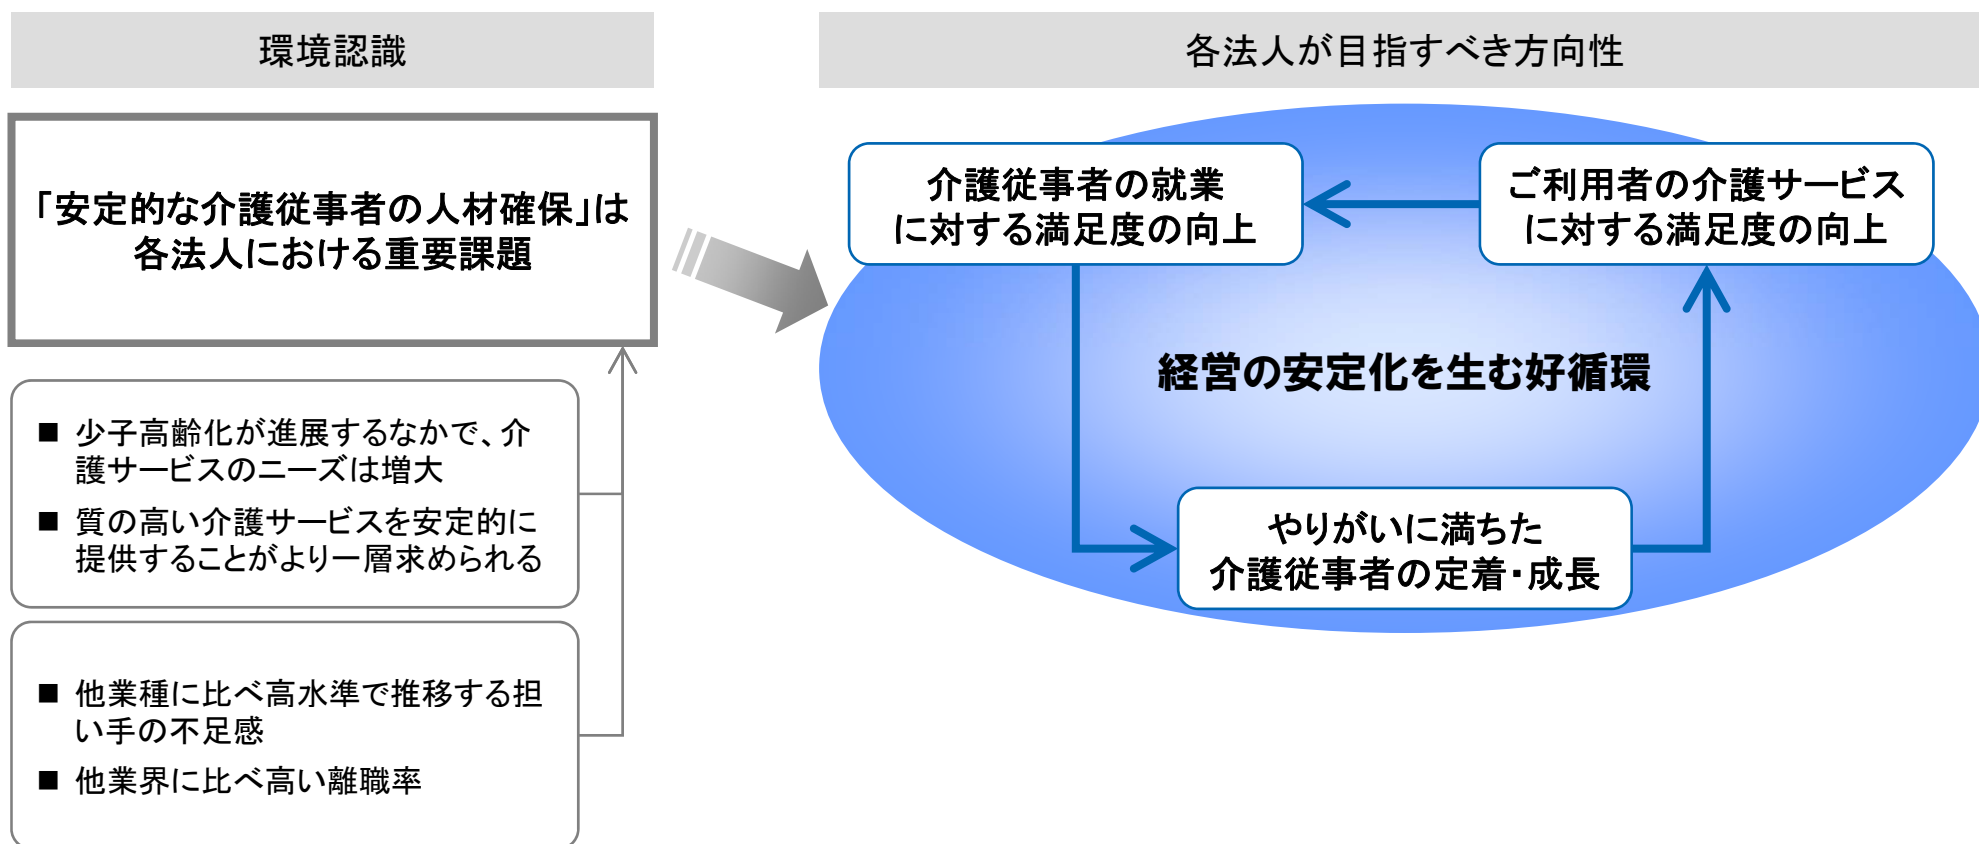 環境認識
「安定的な介護従事者の人材確保」は
各法人における重要課題
■ 少子高齢化が進展するなかで、介
護サービスのニーズは増大
■ 質の高い介護サービスを安定的に
提供することがより一層求められる
■ 他業種に比べ高水準で推移する担
い手の不足感
■ 他業界に比べ高い離職率
各法人が目指すべき方向性
介護従事者の就業
に対する満足度の向上
ご利用者の介護サービス
に対する満足度の向上
経営の安定化を生む好循環
やりがいに満ちた
介護従事者の定着・成長